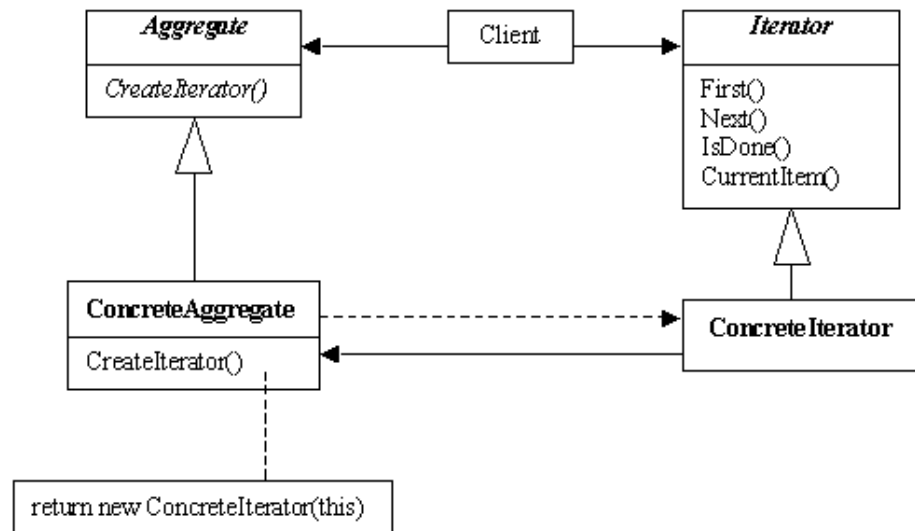 Aggregate
Client
Iterator
CreateIterator()
First()
Next()
IsDone()
CurrentItem()
ConcreteAggregate
CreateIterator()
ConcreteIterator
return new ConcreteIterator(this)